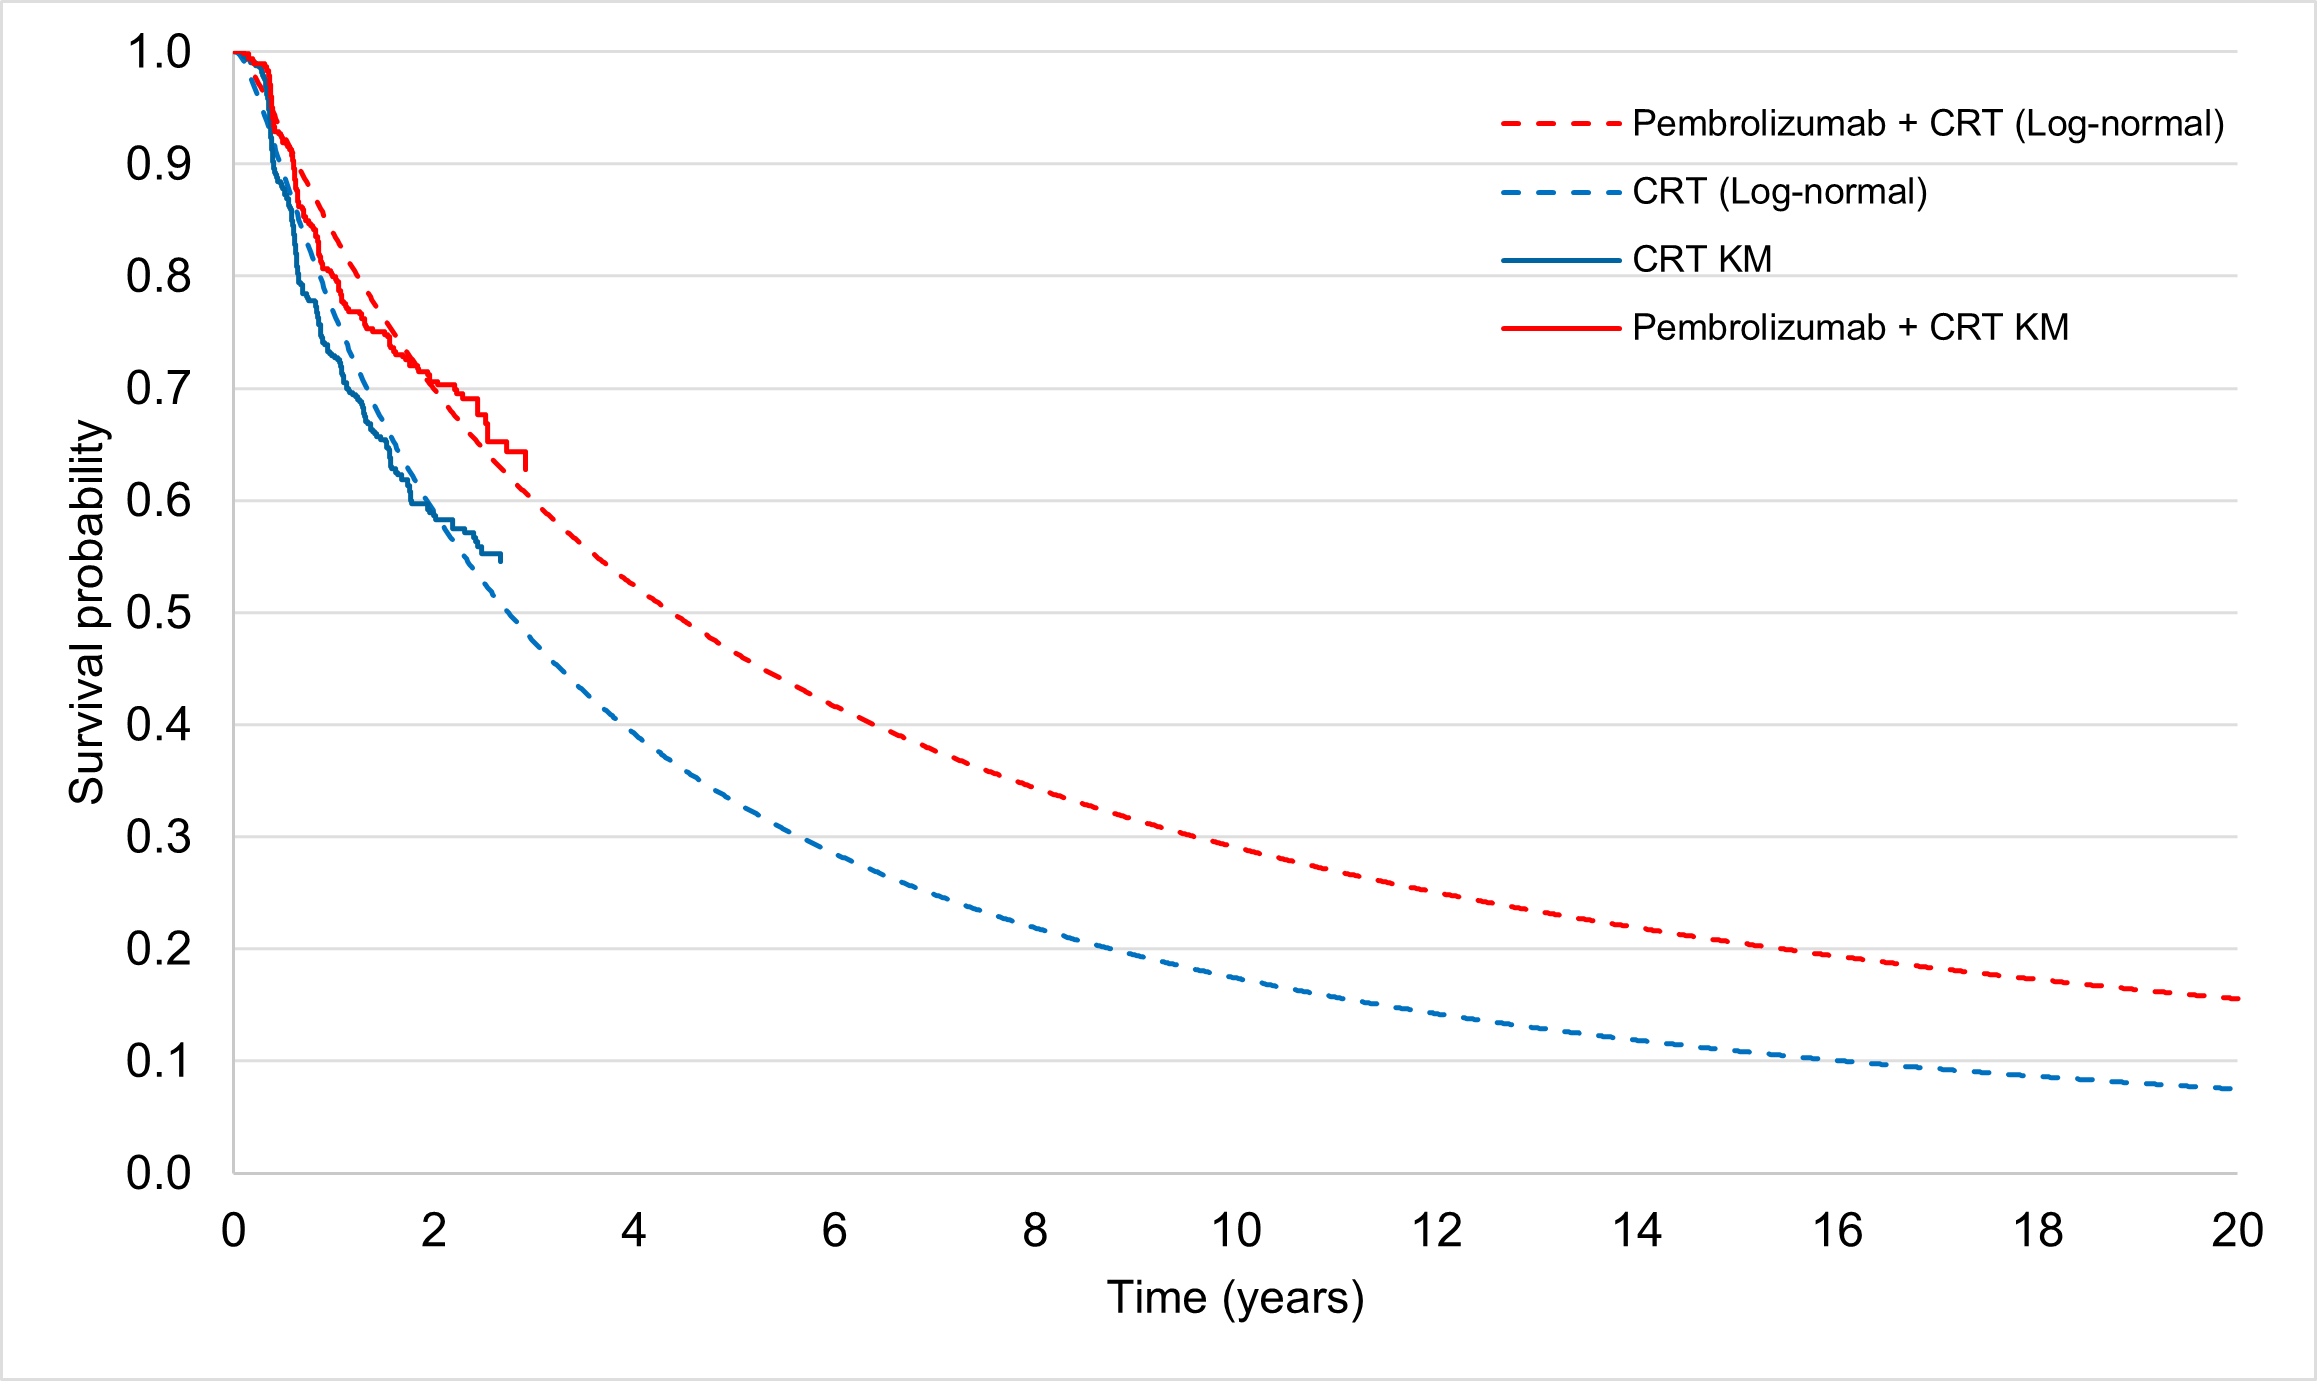 1.0
0.9
0.8
0.7
0.6
0.5
0.4
0.3
0.2
0.1
0.0
Survival probability
Pembrolizumab + CRT (Log-normal)
CRT (Log-normal)
CRT KM
Pembrolizumab + CRT KM
0 2 4 6 8 10 12 14 16 18 20
Time (years)